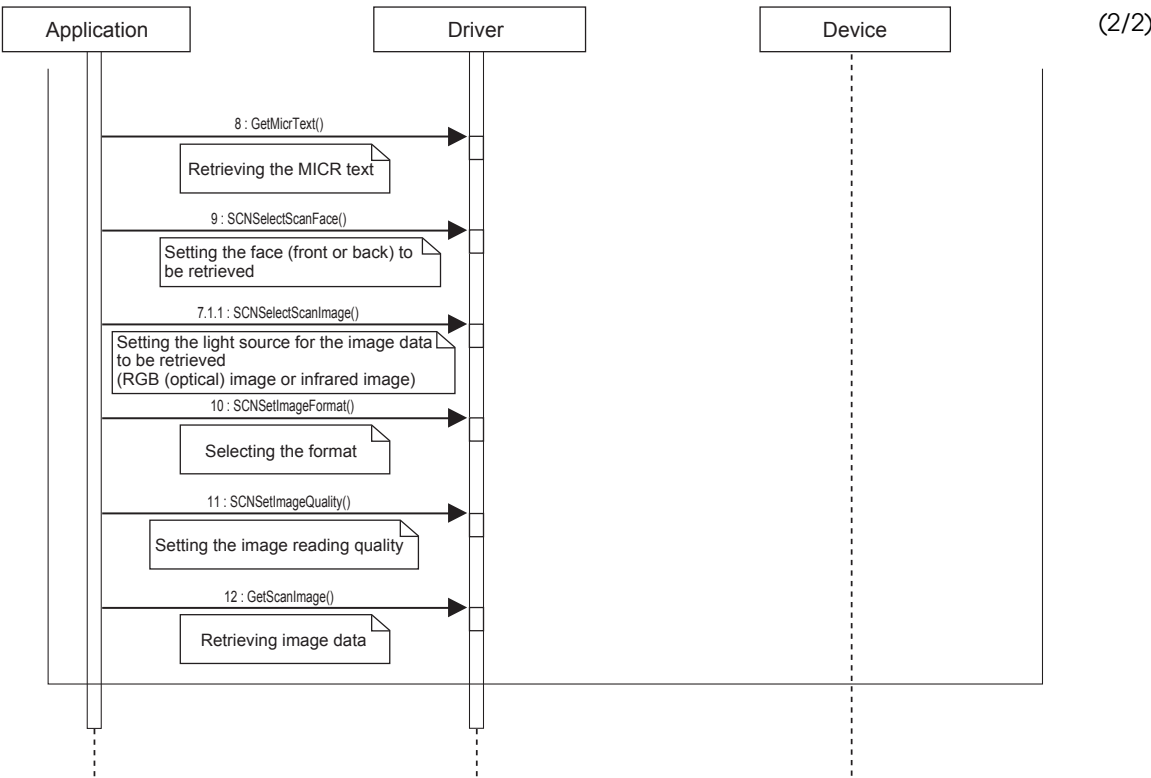 Application
Driver
Device
(2/2)
8 : GetMicrText()
Retrieving the MICR text
9 : SCNSelectScanFace()
Setting the face (front or back) to
be retrieved
7.1.1 : SCNSelectScanImage()
Setting the light source for the image data
to be retrieved
(RGB (optical) image or infrared image)
10 : SCNSetImageFormat()
Selecting the format
11 : SCNSetImageQuality()
Setting the image reading quality
12 : GetScanImage()
Retrieving image data